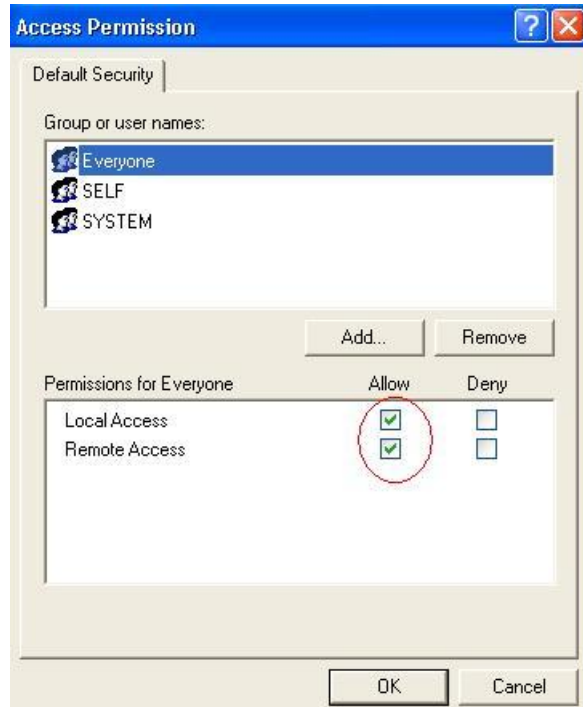 Access Permission
Default Security
Group or user names:
Everyone
SELF
SYSTEM
Add... Remove
Permissions for Everyone Allow Deny
Local Access
Remote Access
OK Cancel